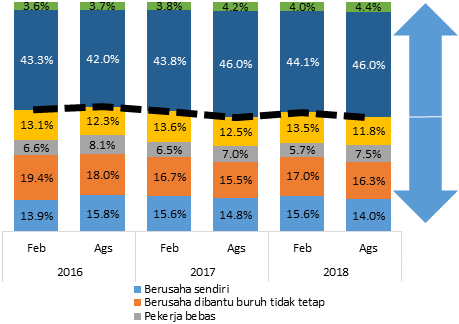 3.6% 3.7% 3.8% 4.2% 4.0% 4.4%
43.3% 42.0% 43.8% 46.0% 44.1% 46.0%
13.1% 12.3% 13.6% 12.5% 13.5% 11.8%
6.6% 8.1% 6.5% 7.0% 5.7% 7.5%
19.4% 18.0% 16.7% 15.5% 17.0% 16.3%
13.9% 15.8% 15.6% 14.8% 15.6% 14.0%
Feb Ags Feb Ags Feb Ags
2016 2017 2018
Berusaha sendiri
Berusaha dibantu buruh tidak tetap
Pekerja bebas